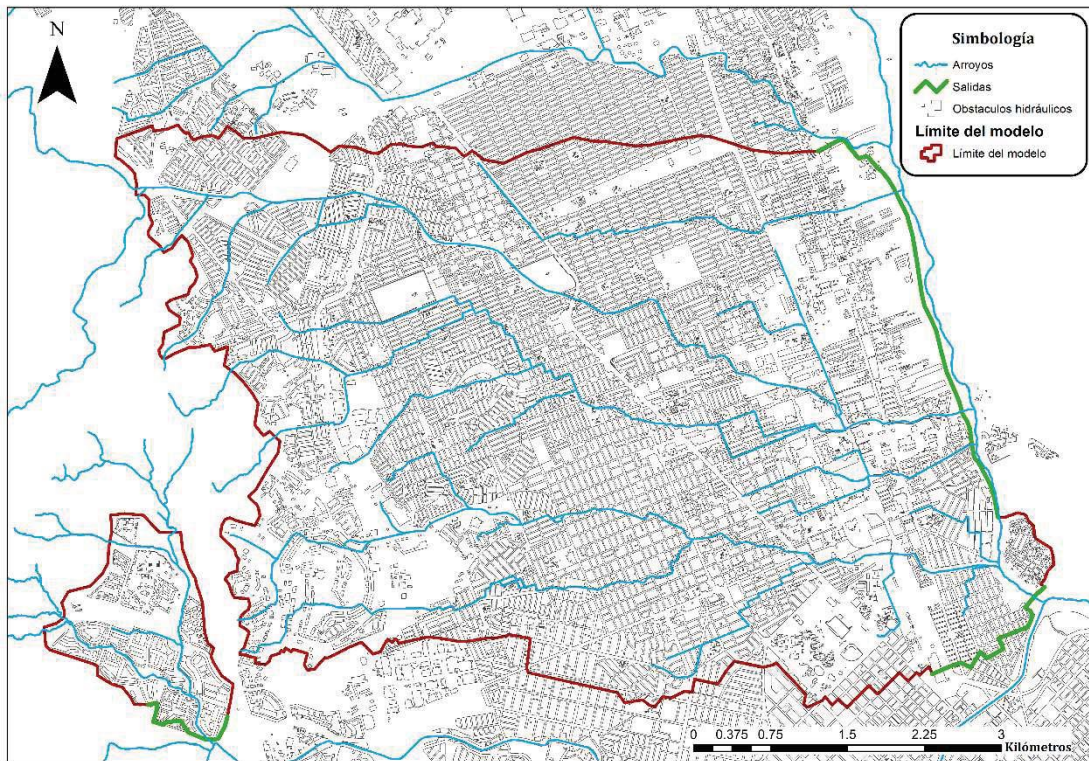 N
Simbología
Arroyos
Salidas
Obstaculos hidráulicos
Límite del modelo
Límite del modelo
0 0.375 0.75 1.5 2.25 3
Kilómetros